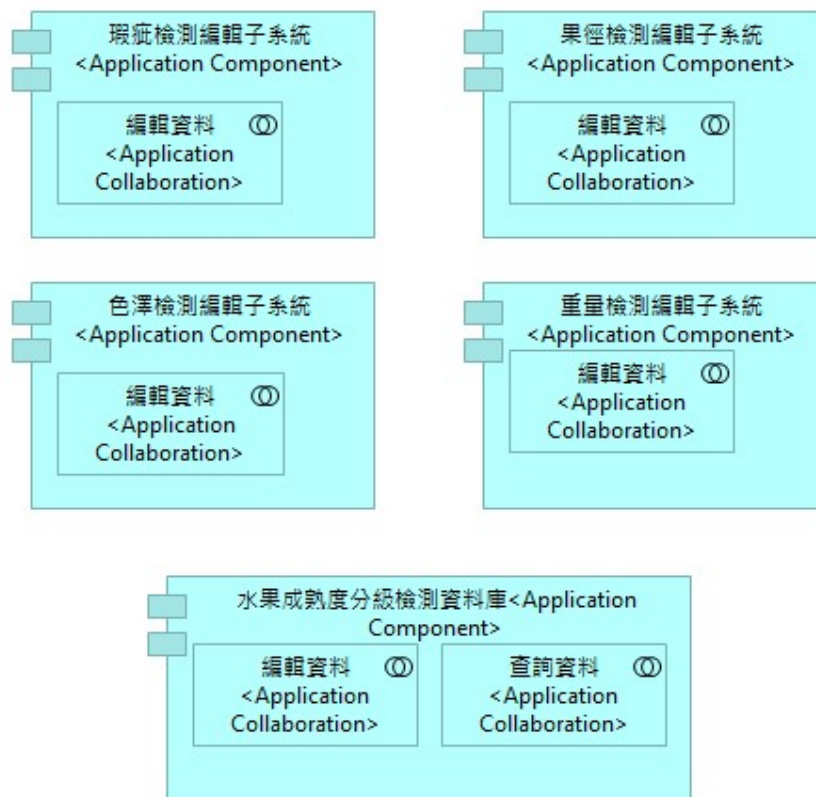 瑕疵檢測編輯子系統
<Application Component>
編輯資料
<Application
Collaboration>
果徑檢測編輯子系統
<Application Component>
編輯資料
<Application
Collaboration>
色澤檢測編輯子系統
<Application Component>
編輯資料
<Application
Collaboration>
重量檢測編輯子系統
<Application Component>
編輯資料
<Application
Collaboration>
水果成熟度分級檢測資料庫<Application
Component>
編輯資料
<Application
Collaboration>
查詢資料
<Application
Collaboration>